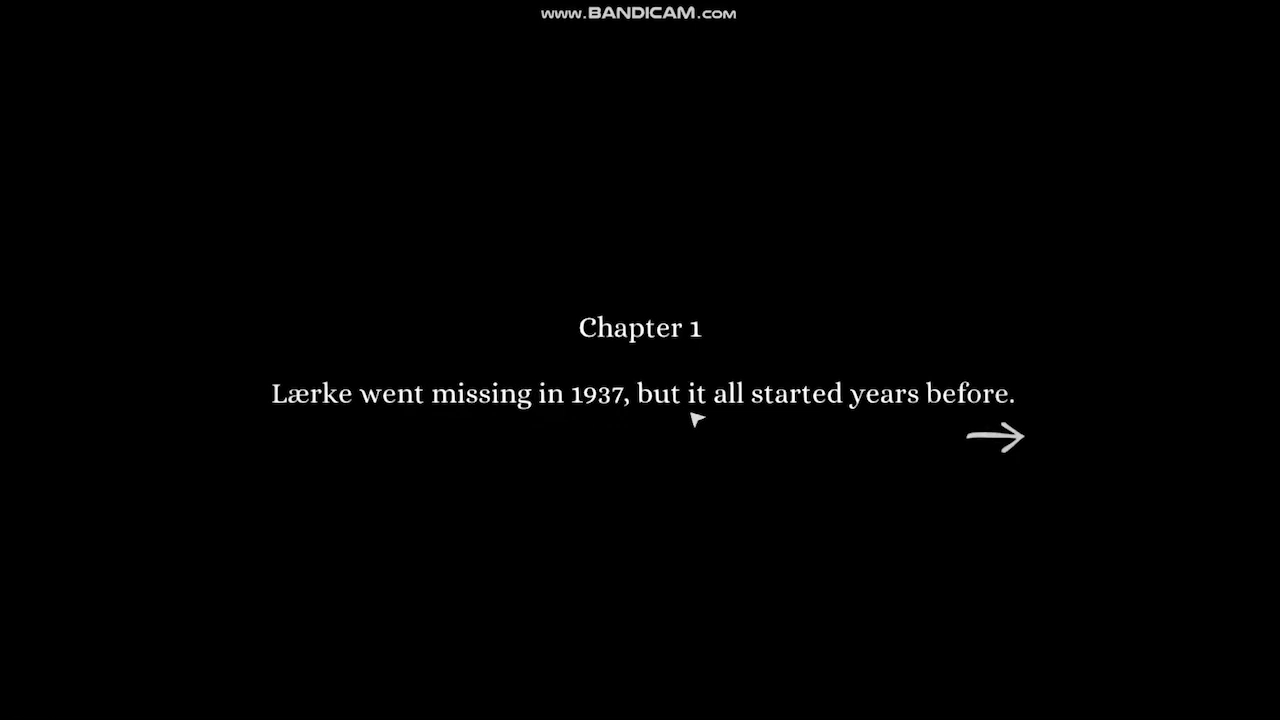 www.BANDICAM.com
Chapter 1
Lærke went missing in 1937, but it all started years before.